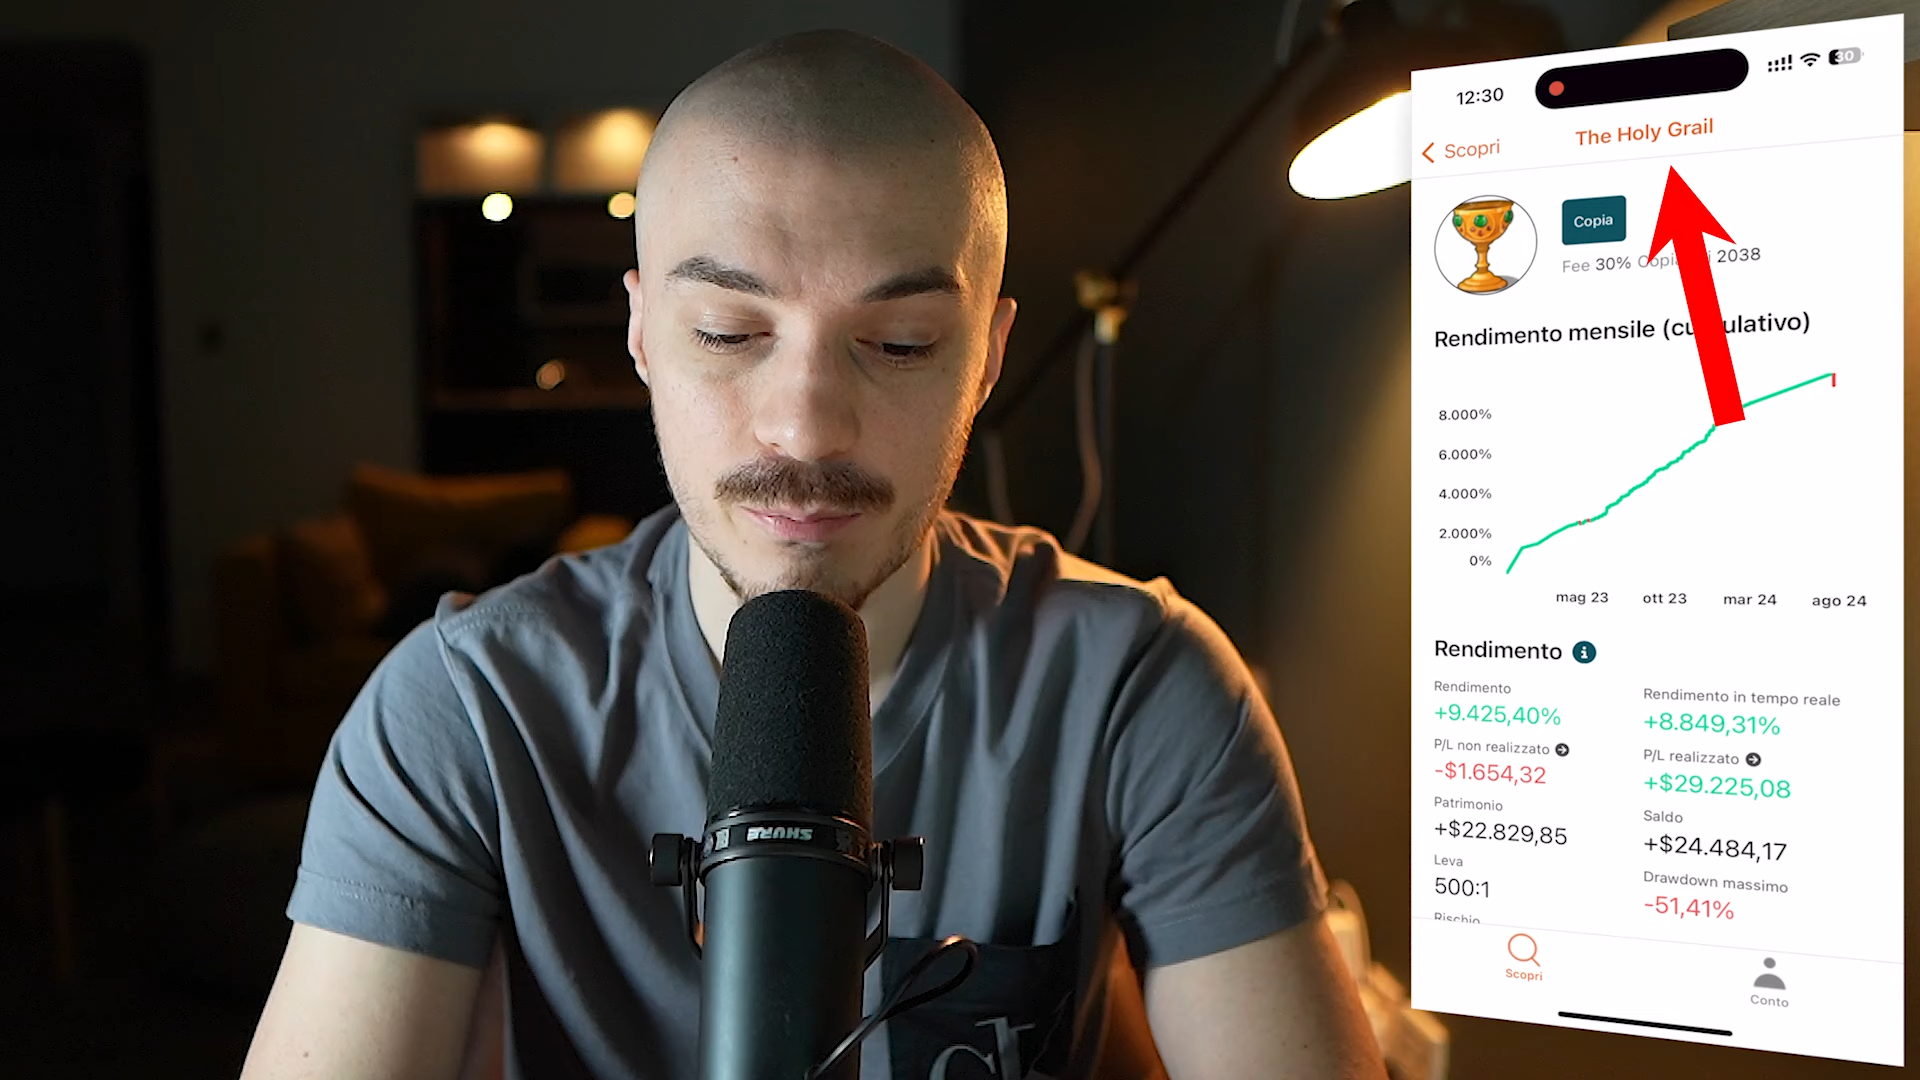 12:30
30
Scopri
The Holy Grail
Copia
Fee 30% 2038
Rendimento mensile
8.000%
6.000%
4.000%
2.000%
0%
mag 23 ott 23 mar 24 ago 24
Rendimento
Rendimento
+9.425,40%
Rendimento in tempo reale
+8.849,31%
P/L non realizzato
-$1.654,32
P/L realizzato
+$29.225,08
Patrimonio
+$22.829,85
Saldo
+$24.484,17
Leva
500:1
Drawdown massimo
-51,41%
Rischio
Scopri
Conto
SHURE
ck